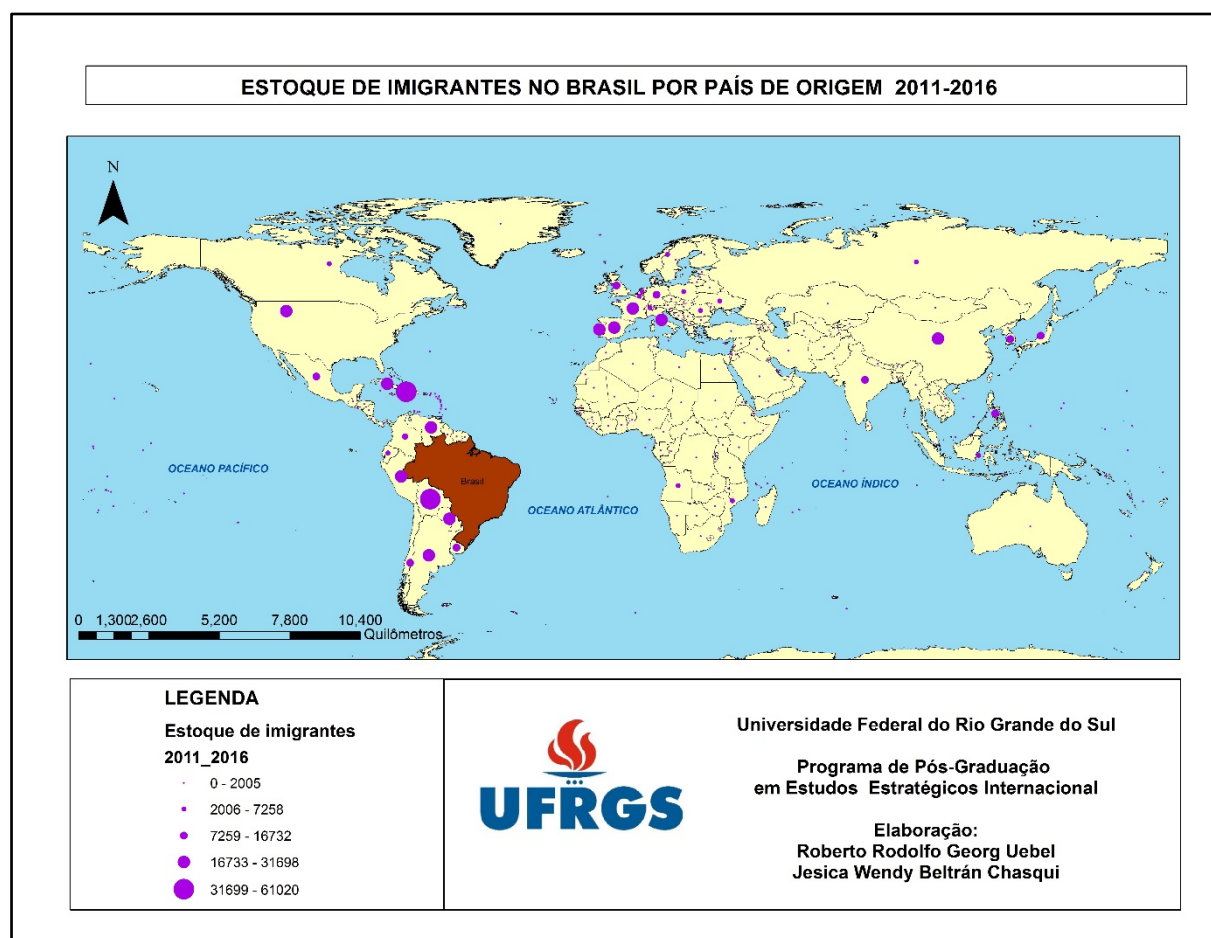 ESTOQUE DE IMIGRANTES NO BRASIL POR PAÍS DE ORIGEM 2011-2016
N
OCEANO PACÍFICO
Brasil
OCEANO ATLÂNTICO
OCEANO ÍNDICO
0 1,300 2,600 5,200 7,800 10,400
Quilômetros
LEGENDA
Estoque de imigrantes
2011_2016
0 - 2005
2006 - 7258
7259 - 16732
16733 - 31698
31699 - 61020
UFRGS
Universidade Federal do Rio Grande do Sul
Programa de Pós-Graduação
em Estudos Estratégicos Internacional
Elaboração:
Roberto Rodolfo Georg Uebel
Jesica Wendy Beltrán Chasqui